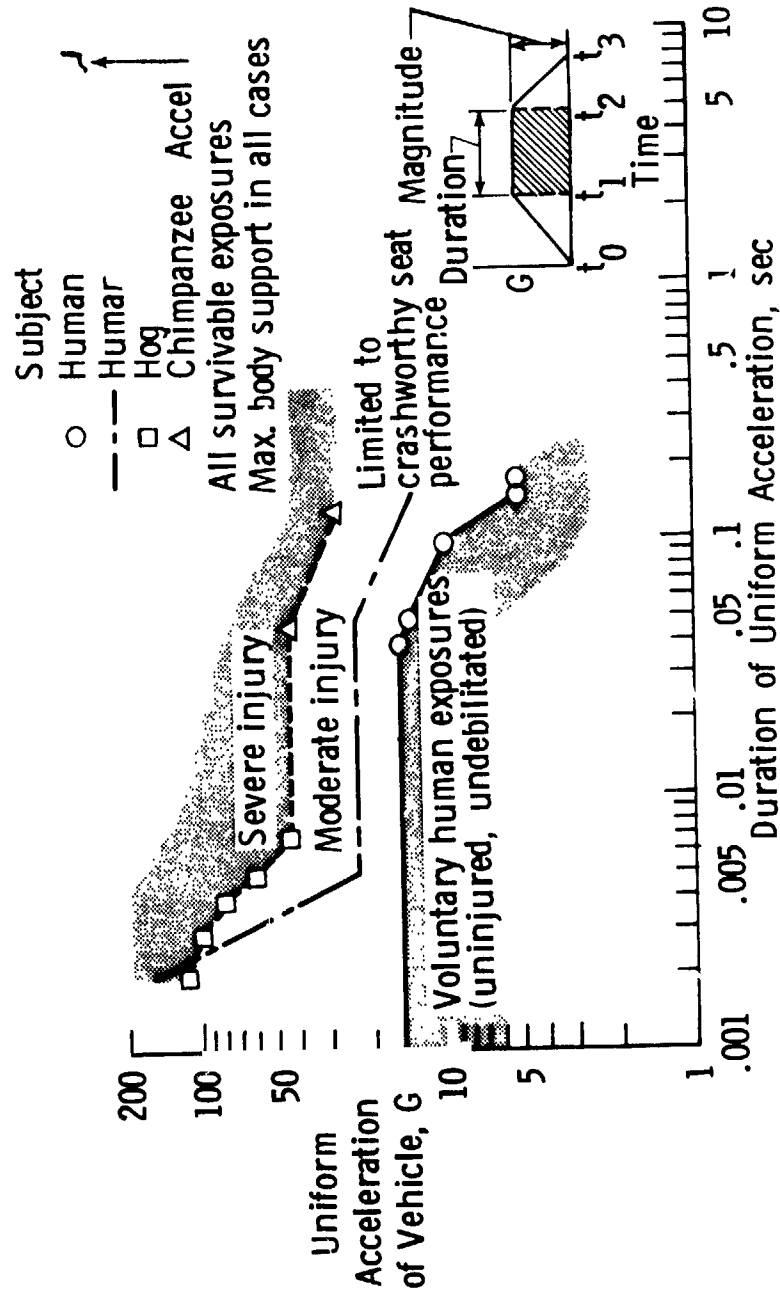 Subject
Human
Humar
Hog
Chimpanzee Accel
All survivable exposures
Max. body support in all cases
200
100
50
10
5
1
Uniform
Acceleration
of Vehicle, G
Severe injury
Moderate injury
Limited to
crashworthy seat
performance
Voluntary human exposures
(uninjured, undebilitated)
Magnitude
Duration
G
t0
t1
t2
t3
Time
.001
.005
.01
.05
.1
.5
1
5
10
Duration of Uniform Acceleration, sec